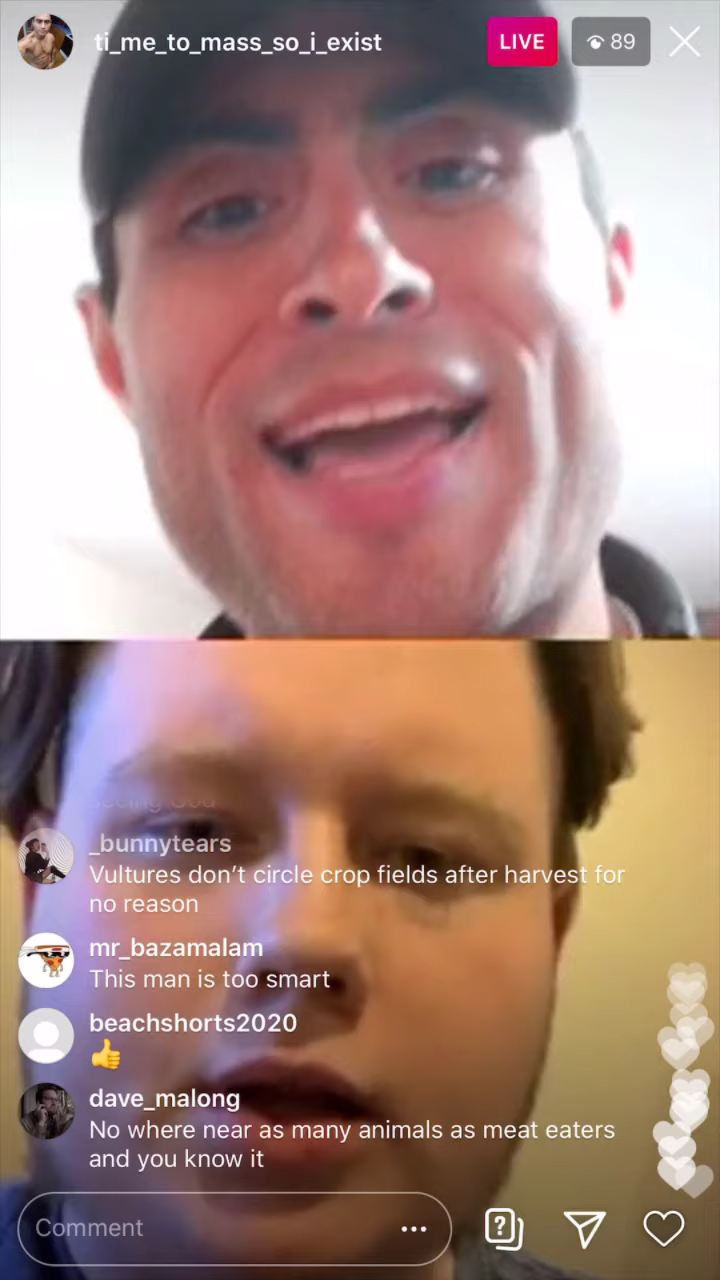 ti_me_to_mass_so_i_exist
LIVE
89
_bunnytears
Vultures don't circle crop fields after harvest for
no reason
mr_bazamalam
This man is too smart
beachshorts2020
dave_malong
No where near as many animals as meat eaters
and you know it
Comment